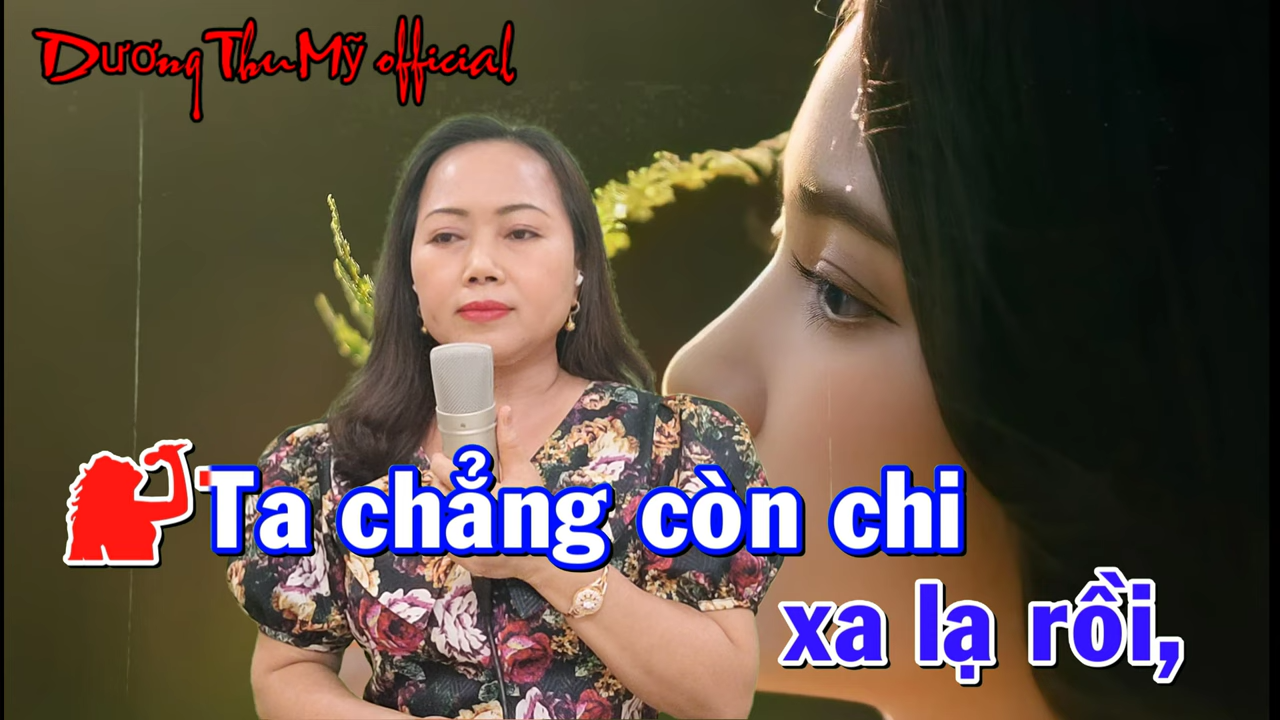 Dương Thu Mỹ official
Ta chẳng còn chi
xa lạ rồi,